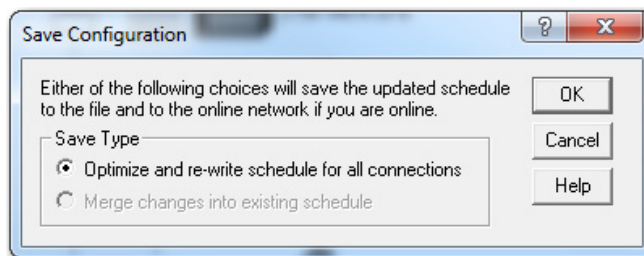 Save Configuration
?
X
Either of the following choices will save the updated schedule
to the file and to the online network if you are online.
OK
Save Type
Cancel
Optimize and re-write schedule for all connections
Help
Merge changes into existing schedule